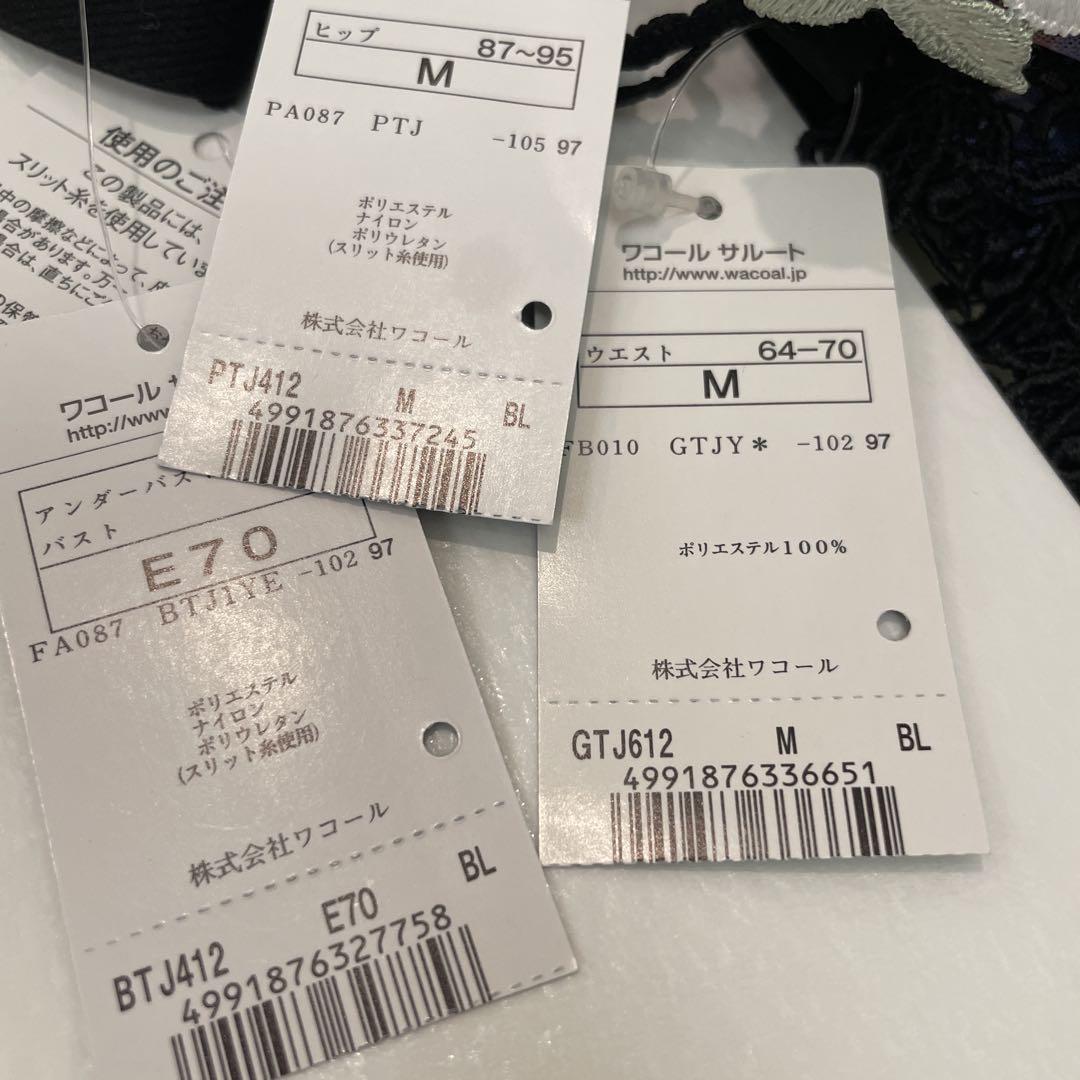 ヒップ 87~95
M
PA087 PTJ -105 97
ポリエステル
ナイロン
ポリウレタン
(スリット糸使用)
株式会社ワコール
PTJ412 M BL
4991876337245
使用のご注
この製品には、
スリット糸を使用してい
中の摩擦などによって、
場合があります。万一
場合は、直ちにご
の保管
ワコール サルート
http://www.wacoal.jp
ウエスト 64-70
M
FB010 GTJY* -102 97
ポリエステル100%
株式会社ワコール
GTJ612 M BL
4991876336651
ワコール サ
http://www
アンダーバス
バスト
E70
FA087 BTJ1YE -102 97
ポリエステル
ナイロン
ポリウレタン
(スリット糸使用)
株式会社ワコール
BTJ412 E70 BL
4991876327758